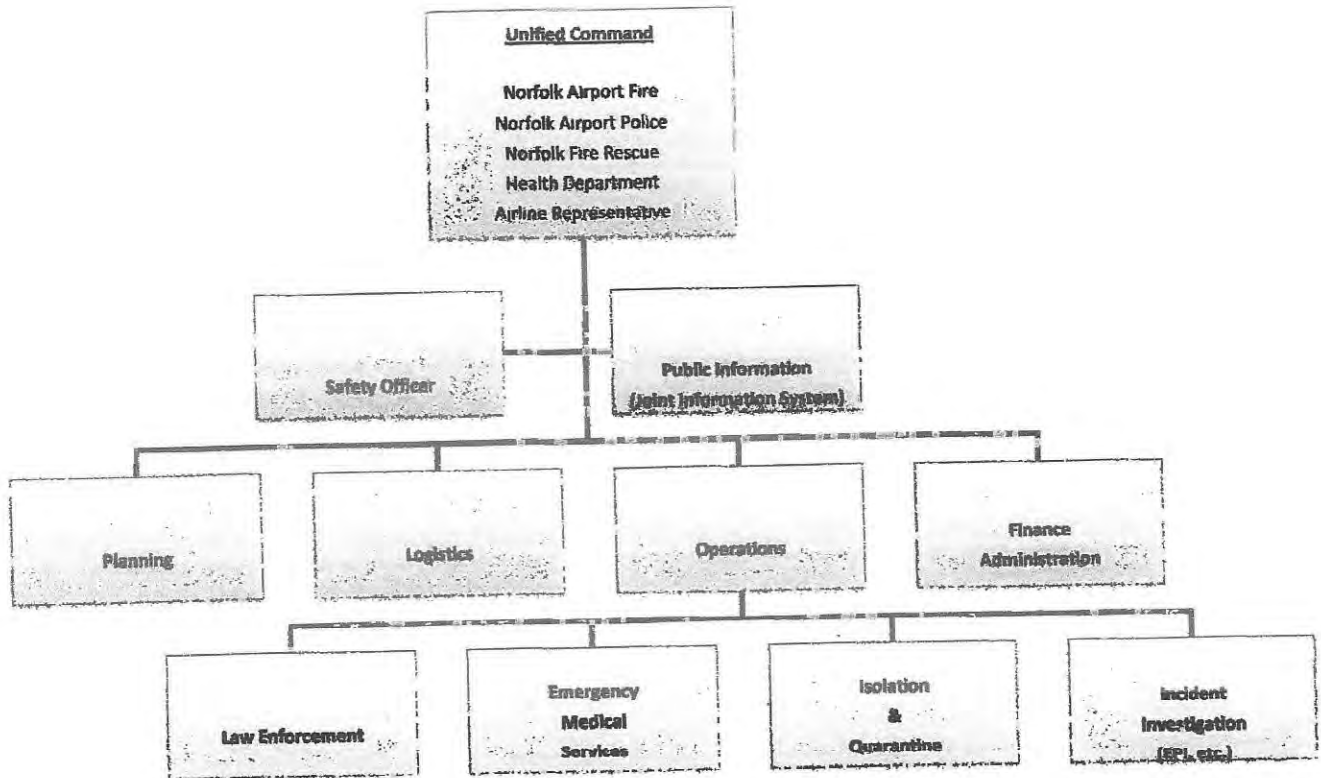 Unified Command
Norfolk Airport Fire
Norfolk Airport Police
Norfolk Fire Rescue
Health Department
Airline Representative
Safety Officer
Public Information
(Joint Information System)
Planning
Logistics
Operations
Finance
Administration
Law Enforcement
Emergency
Medical
Services
Isolation
&
Quarantine
Incident
Investigation
(EPI, etc.)